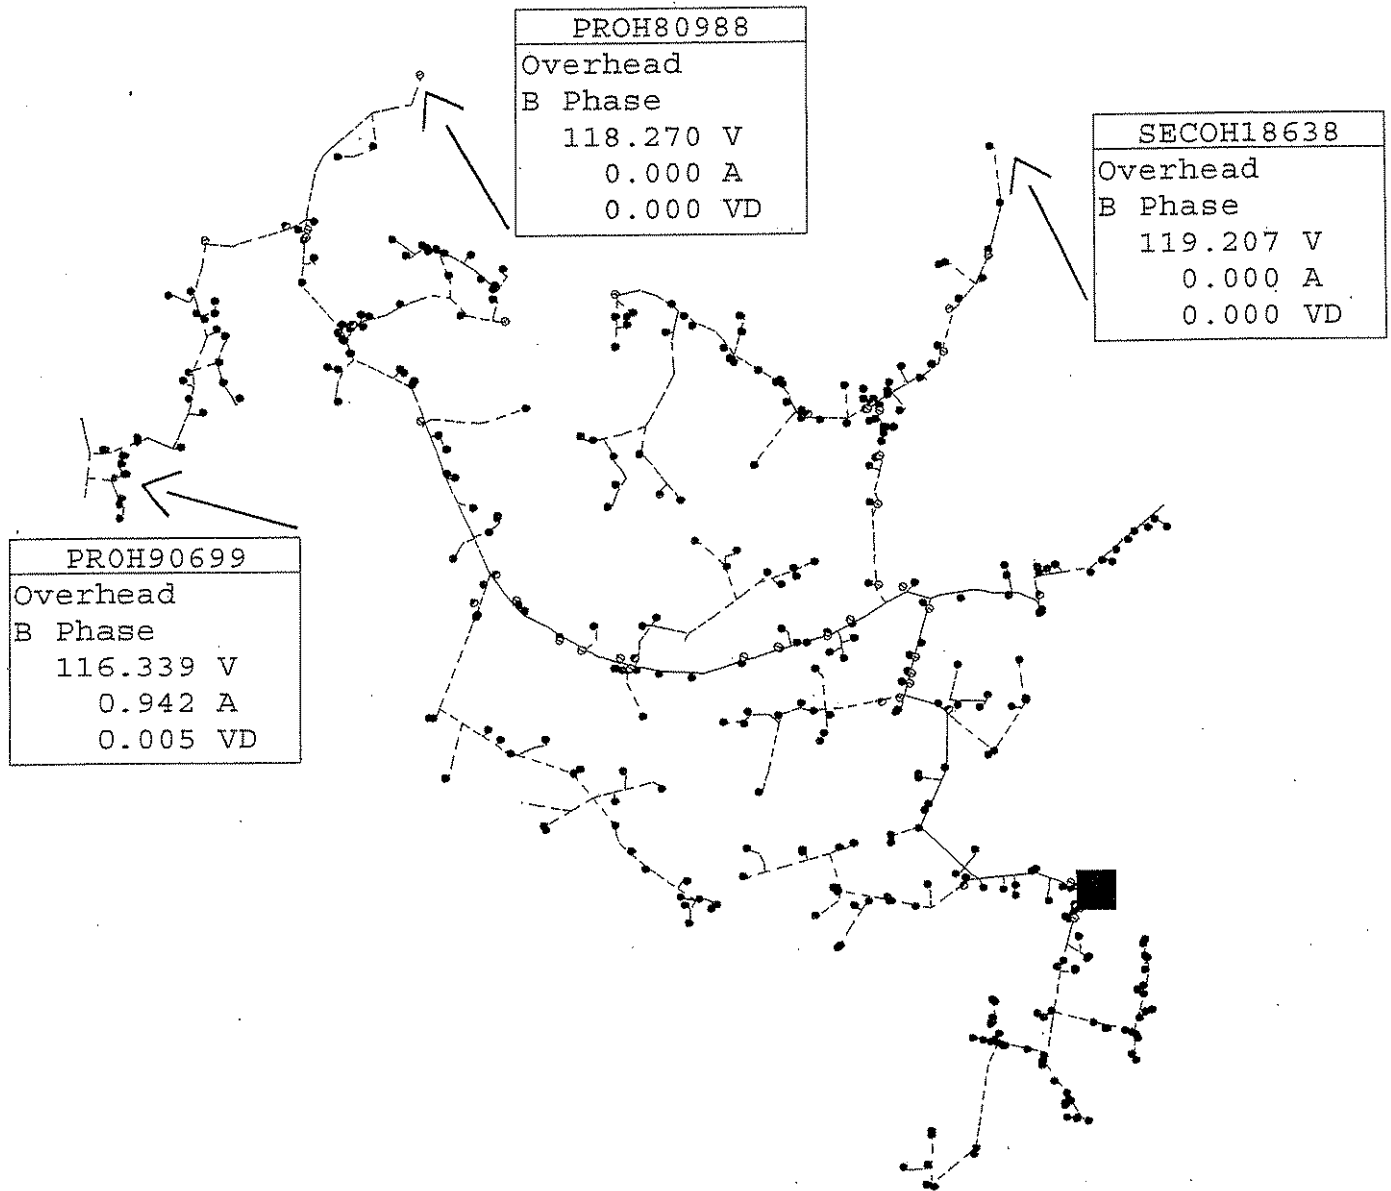 PROH80988
Overhead
B Phase
118.270 V
0.000 A
0.000 VD
SECOH18638
Overhead
B Phase
119.207 V
0.000 A
0.000 VD
PROH90699
Overhead
B Phase
116.339 V
0.942 A
0.005 VD